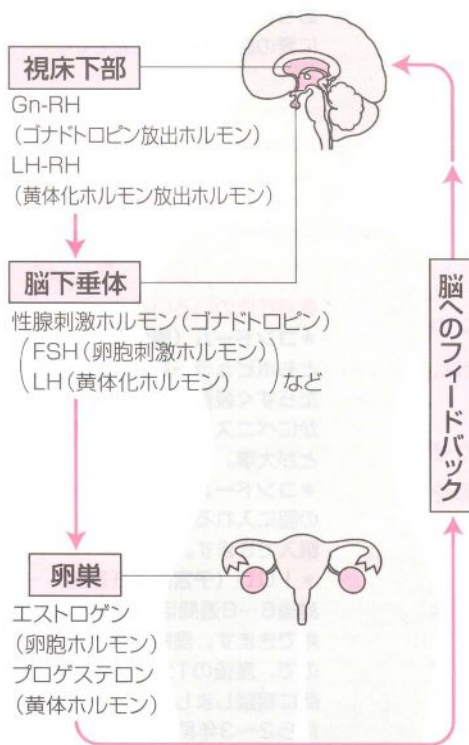 視床下部
Gn-RH
(ゴナドトロピン放出ホルモン)
LH-RH
(黄体化ホルモン放出ホルモン)
脳下垂体
性腺刺激ホルモン(ゴナドトロピン)
(FSH(卵胞刺激ホルモン)
LH(黄体化ホルモン))など
卵巣
エストロゲン
(卵胞ホルモン)
プロゲステロン
(黄体ホルモン)
脳へのフィードバック